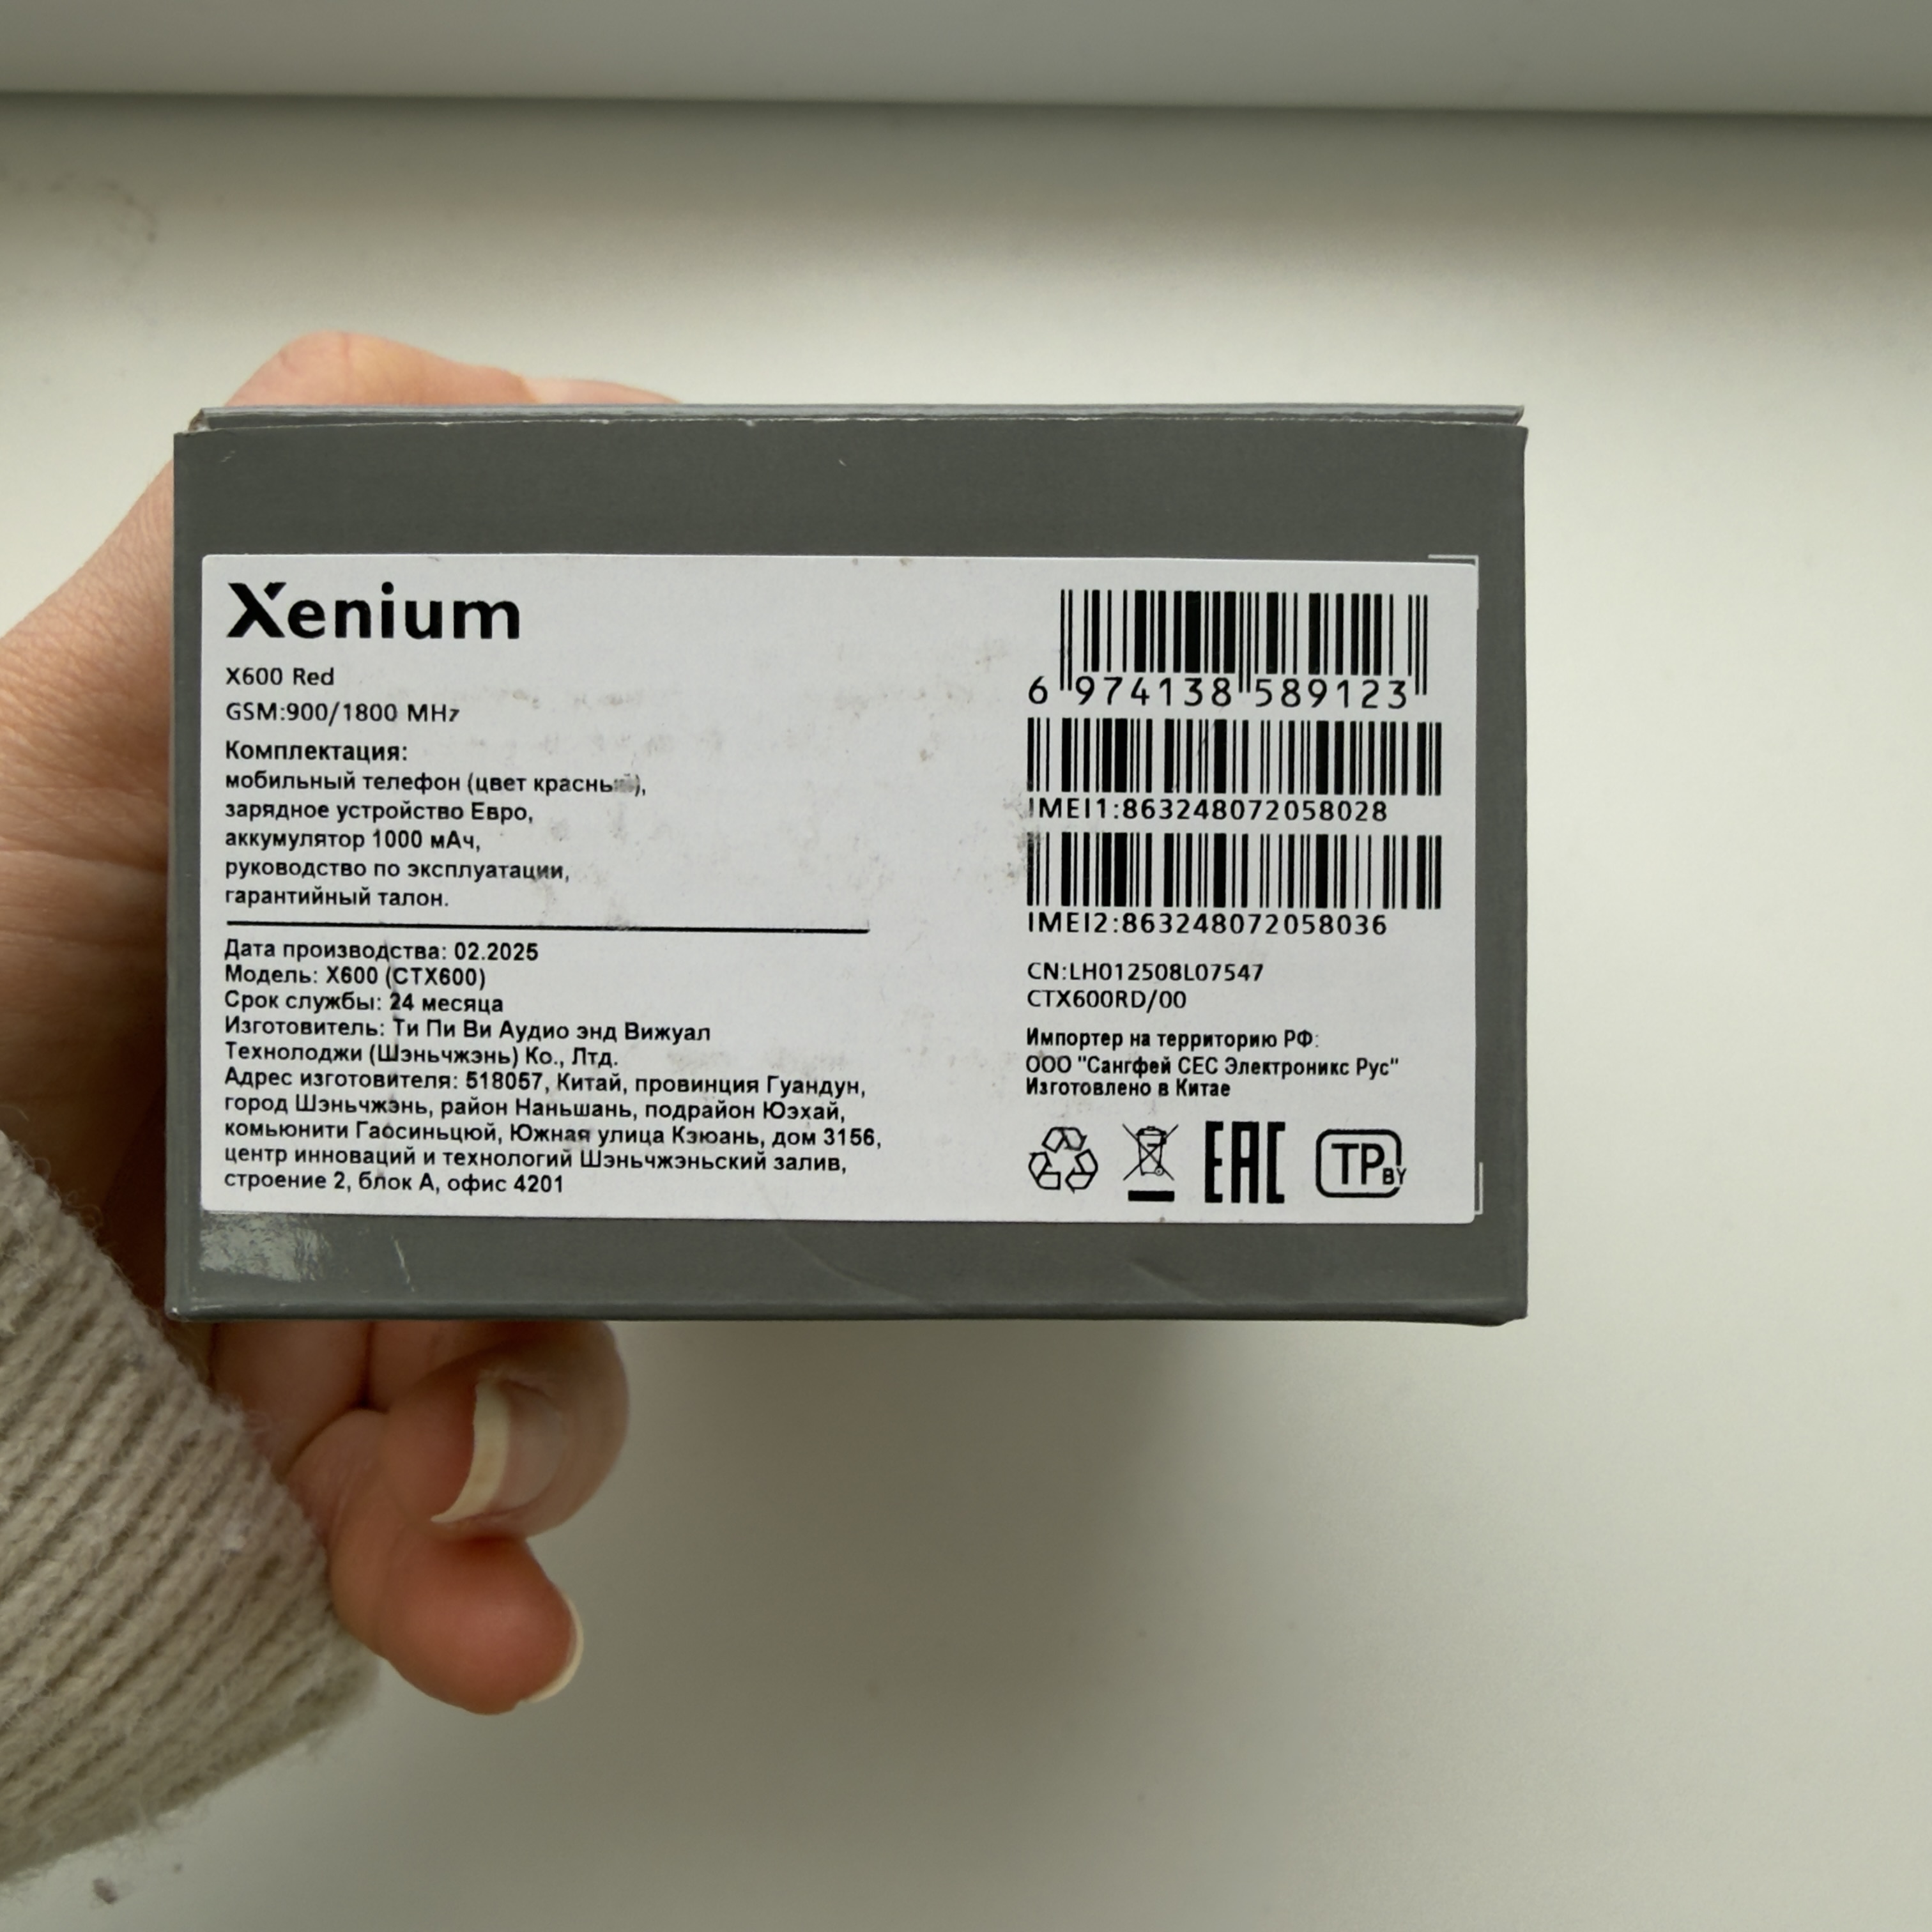 Xenium
X600 Red
GSM:900/1800 MHz
Комплектация:
мобильный телефон (цвет красный),
зарядное устройство Евро,
аккумулятор 1000 мАч,
руководство по эксплуатации,
гарантийный талон.
Дата производства: 02.2025
Модель: X600 (CTX600)
Срок службы: 24 месяца
Изготовитель: Ти Пи Ви Аудио энд Вижуал
Технолоджи (Шэньчжэнь) Ко., Лтд.
Адрес изготовителя: 518057, Китай, провинция Гуандун,
город Шэньчжэнь, район Наньшань, подрайон Юэхай,
комьюнити Гаосиньцюй, Южная улица Кэюань, дом 3156,
центр инноваций и технологий Шэньчжэньский залив,
строение 2, блок А, офис 4201
6 974138 589123
IMEI1:863248072058028
IMEI2:863248072058036
CN:LH012508L07547
CTX600RD/00
Импортер на территорию РФ:
ООО "Сангфей СЕС Электроникс Рус"
Изготовлено в Китае
EAC
TP BY